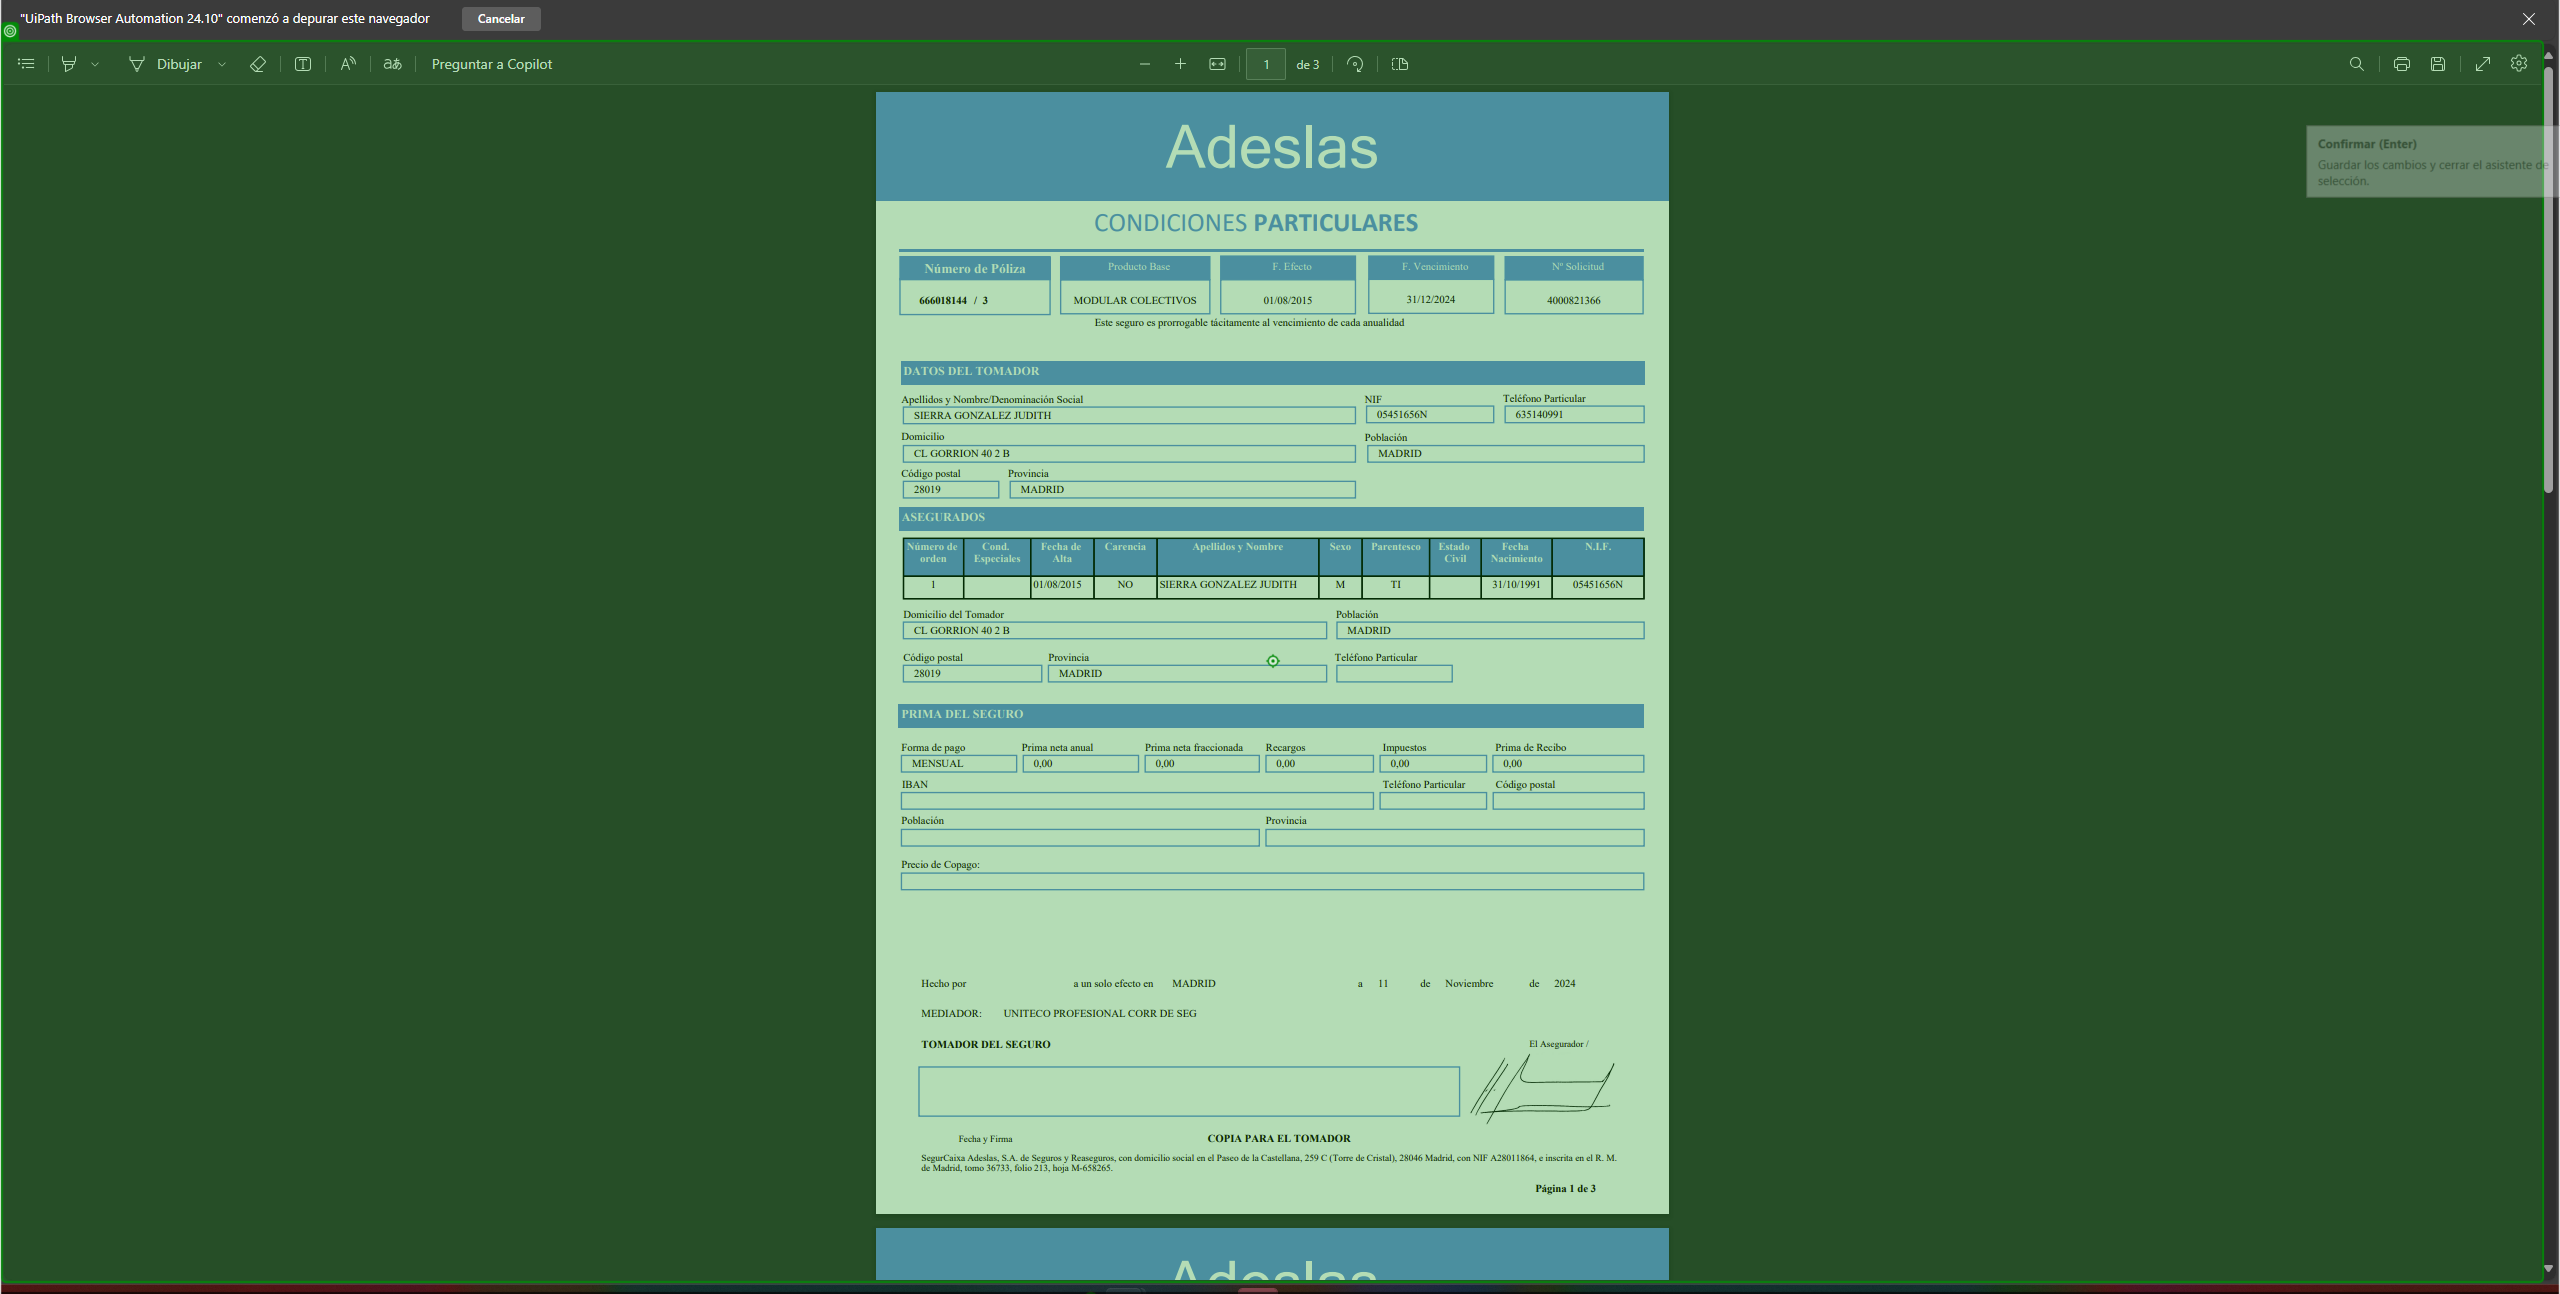 "UiPath Browser Automation 24.10" comenzó a depurar este navegador Cancelar
Dibujar aあ Preguntar a Copilot 1 de 3
Confirmar (Enter)
Guardar los cambios y cerrar el asistente de
selección.
Adeslas
CONDICIONES PARTICULARES
Número de Póliza Producto Base F. Efecto F. Vencimiento Nº Solicitud
666018144 / 3 MODULAR COLECTIVOS 01/08/2015 31/12/2024 4000821366
Este seguro es prorrogable tácitamente al vencimiento de cada anualidad
DATOS DEL TOMADOR
Apellidos y Nombre/Denominación Social NIF Teléfono Particular
SIERRA GONZALEZ JUDITH 05451656N 635140991
Domicilio Población
CL GORRION 40 2 B MADRID
Código postal Provincia
28019 MADRID
ASEGURADOS
Número de orden Cond. Especiales Fecha de Alta Carencia Apellidos y Nombre Sexo Parentesco Estado Civil Fecha Nacimiento N.I.F.
1 01/08/2015 NO SIERRA GONZALEZ JUDITH M TI 31/10/1991 05451656N
Domicilio del Tomador Población
CL GORRION 40 2 B MADRID
Código postal Provincia Teléfono Particular
28019 MADRID
PRIMA DEL SEGURO
Forma de pago Prima neta anual Prima neta fraccionada Recargos Impuestos Prima de Recibo
MENSUAL 0,00 0,00 0,00 0,00 0,00
IBAN Teléfono Particular Código postal
Población Provincia
Precio de Copago:
Hecho por a un solo efecto en MADRID a 11 de Noviembre de 2024
MEDIADOR: UNITECO PROFESIONAL CORR DE SEG
TOMADOR DEL SEGURO El Asegurador /
Fecha y Firma COPIA PARA EL TOMADOR
SegurCaixa Adeslas, S.A. de Seguros y Reaseguros, con domicilio social en el Paseo de la Castellana, 259 C (Torre de Cristal), 28046 Madrid, con NIF A28011864, e inscrita en el R. M.
de Madrid, tomo 36733, folio 213, hoja M-658265.
Página 1 de 3
Adeslas